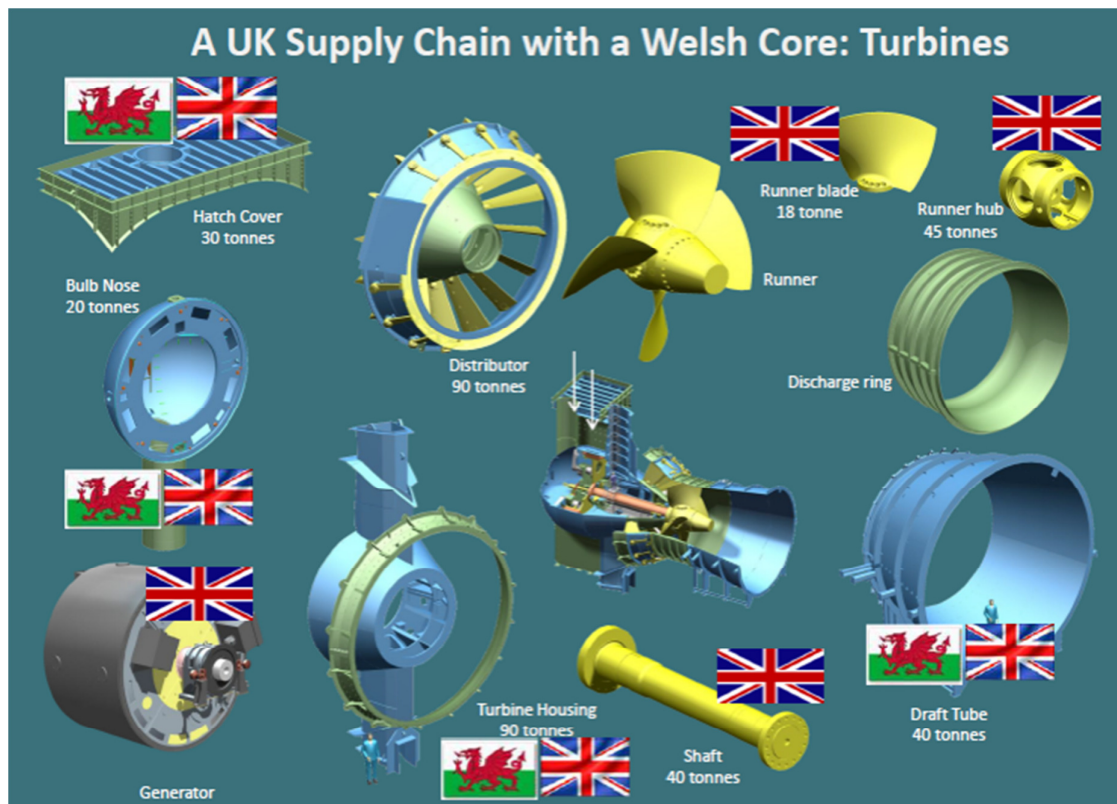 A UK Supply Chain with a Welsh Core: Turbines
Hatch Cover
30 tonnes
Runner blade
18 tonne
Runner hub
45 tonnes
Bulb Nose
20 tonnes
Runner
Distributor
90 tonnes
Discharge ring
Turbine Housing
90 tonnes
Shaft
40 tonnes
Draft Tube
40 tonnes
Generator